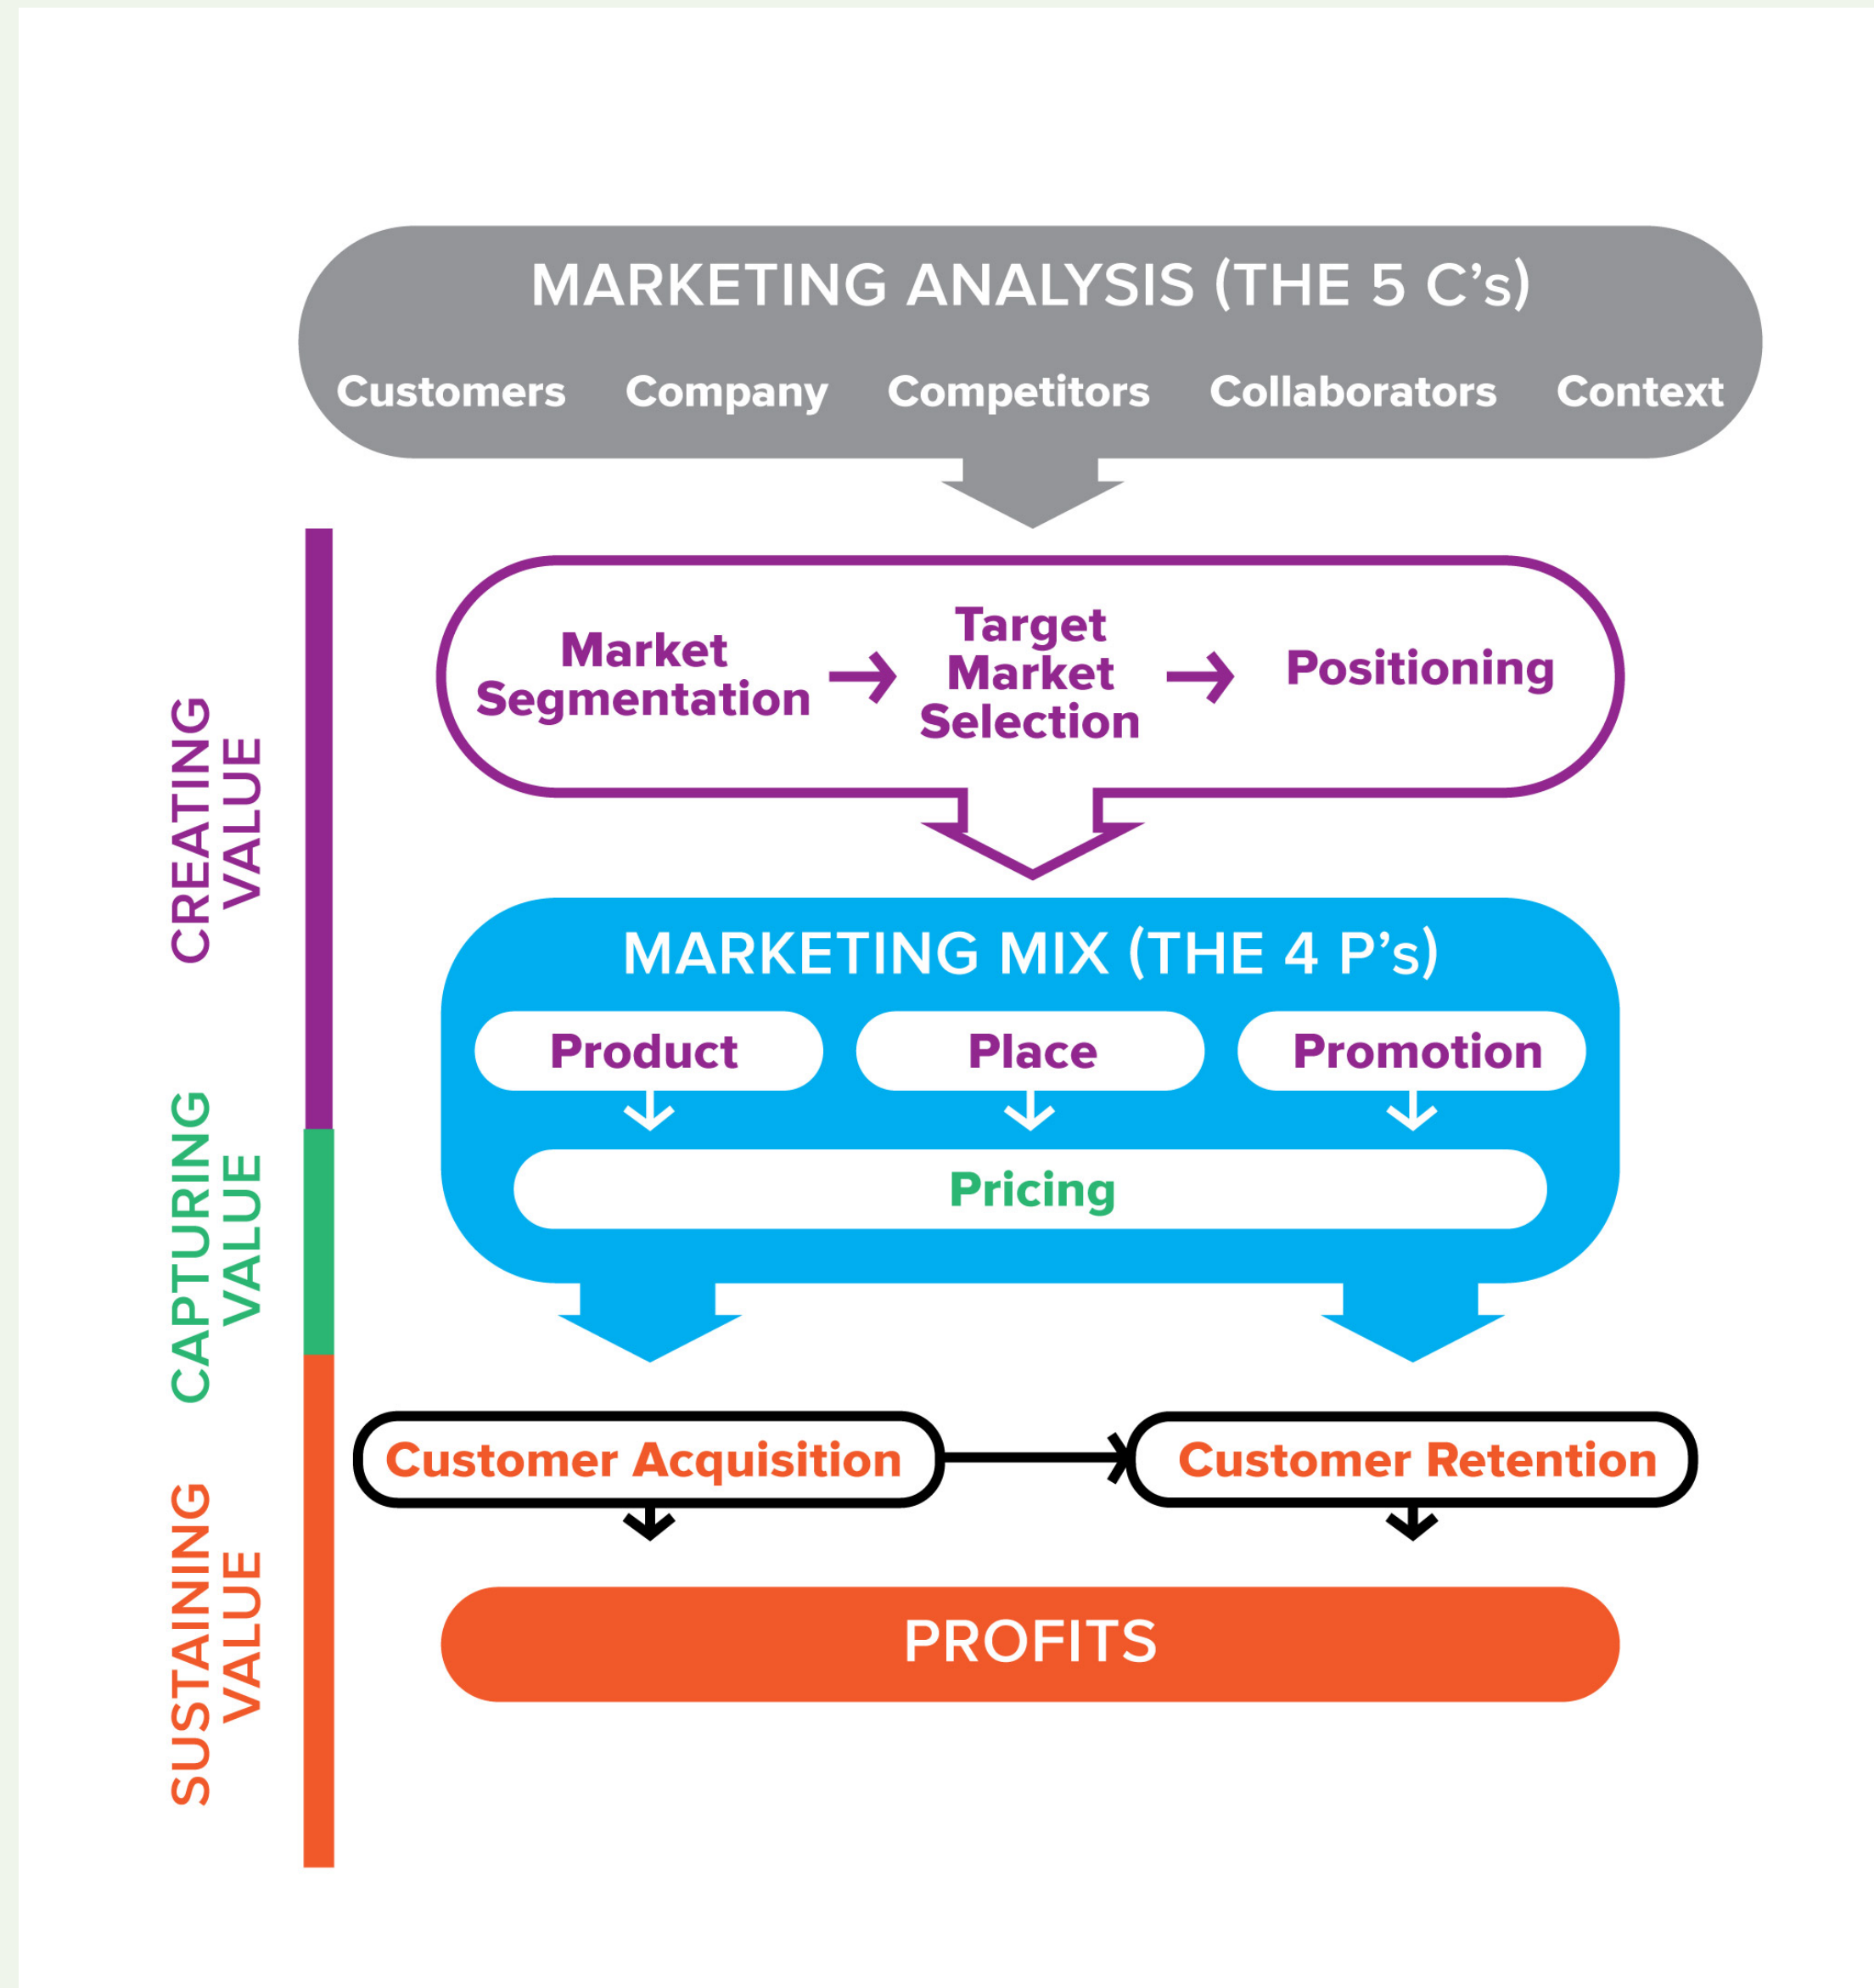 MARKETING ANALYSIS (THE 5 C's)
Customers Company Competitors Collaborators Context
Market
Segmentation
Target
Market
Selection
Positioning
CREATING
VALUE
MARKETING MIX (THE 4 P's)
Product Place Promotion
Pricing
CAPTURING
VALUE
Customer Acquisition Customer Retention
PROFITS
SUSTAINING
VALUE